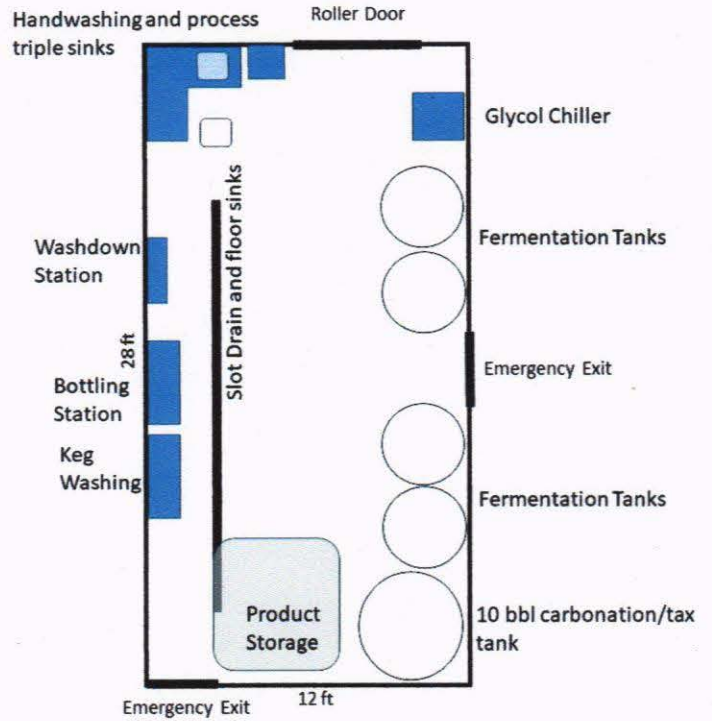 Handwashing and process
triple sinks
Roller Door
Glycol Chiller
Slot Drain and floor sinks
Fermentation Tanks
Washdown
Station
28 ft
Emergency Exit
Bottling
Station
Keg
Washing
Fermentation Tanks
Product
Storage
10 bbl carbonation/tax
tank
12 ft
Emergency Exit